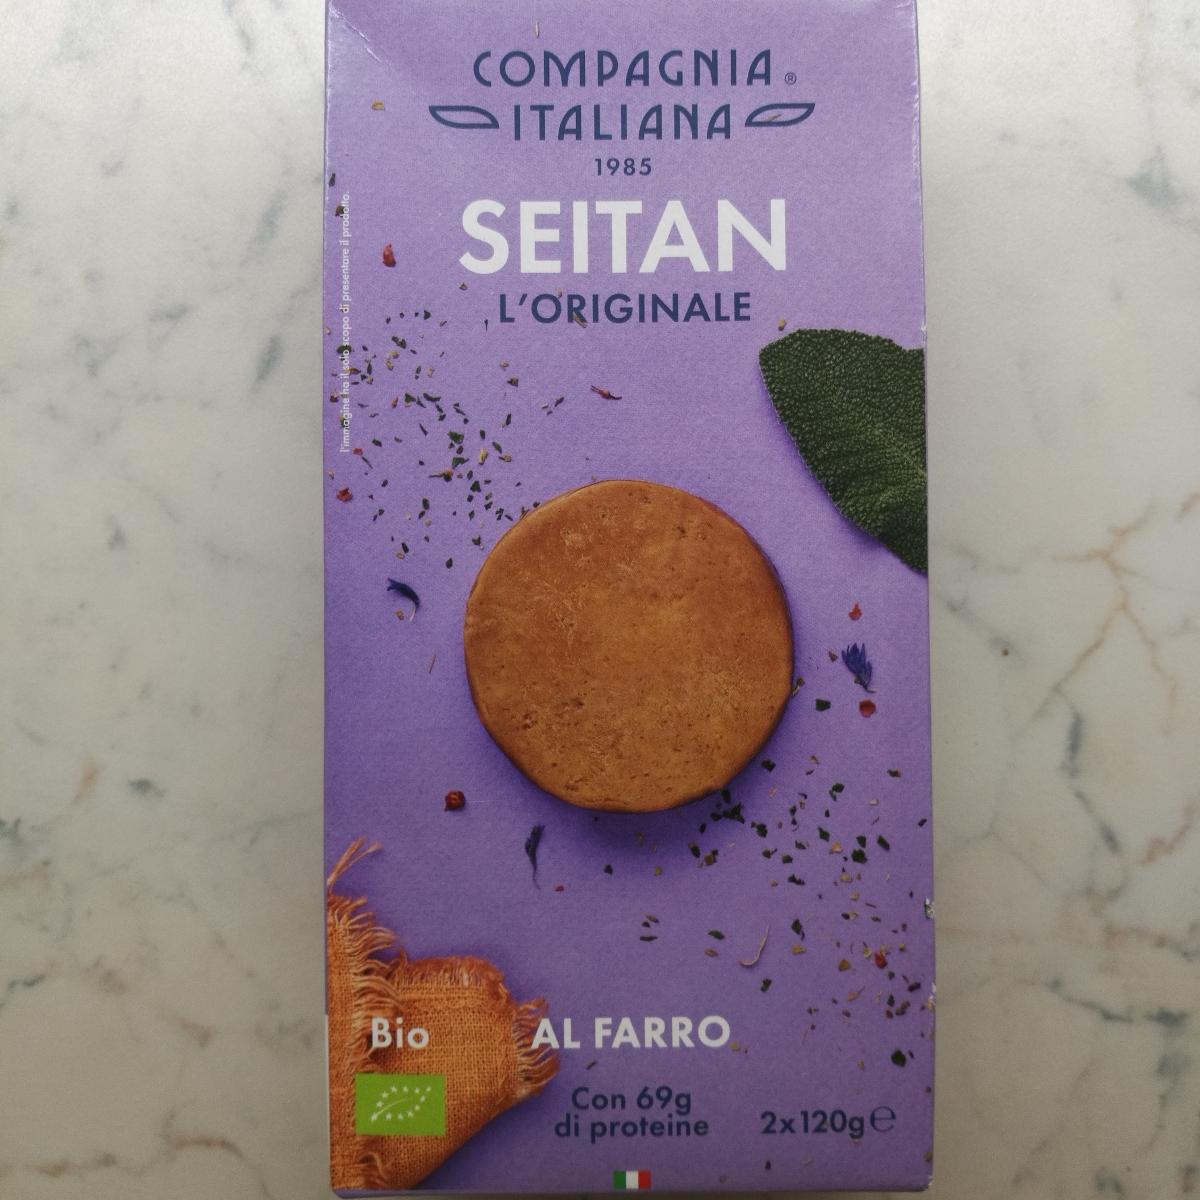 COMPAGNIA®
ITALIANA
1985
SEITAN
L'ORIGINALE
l'immagine ha il solo scopo di presentare il prodotto.
Bio
AL FARRO
Con 69g
di proteine
2x120g℮